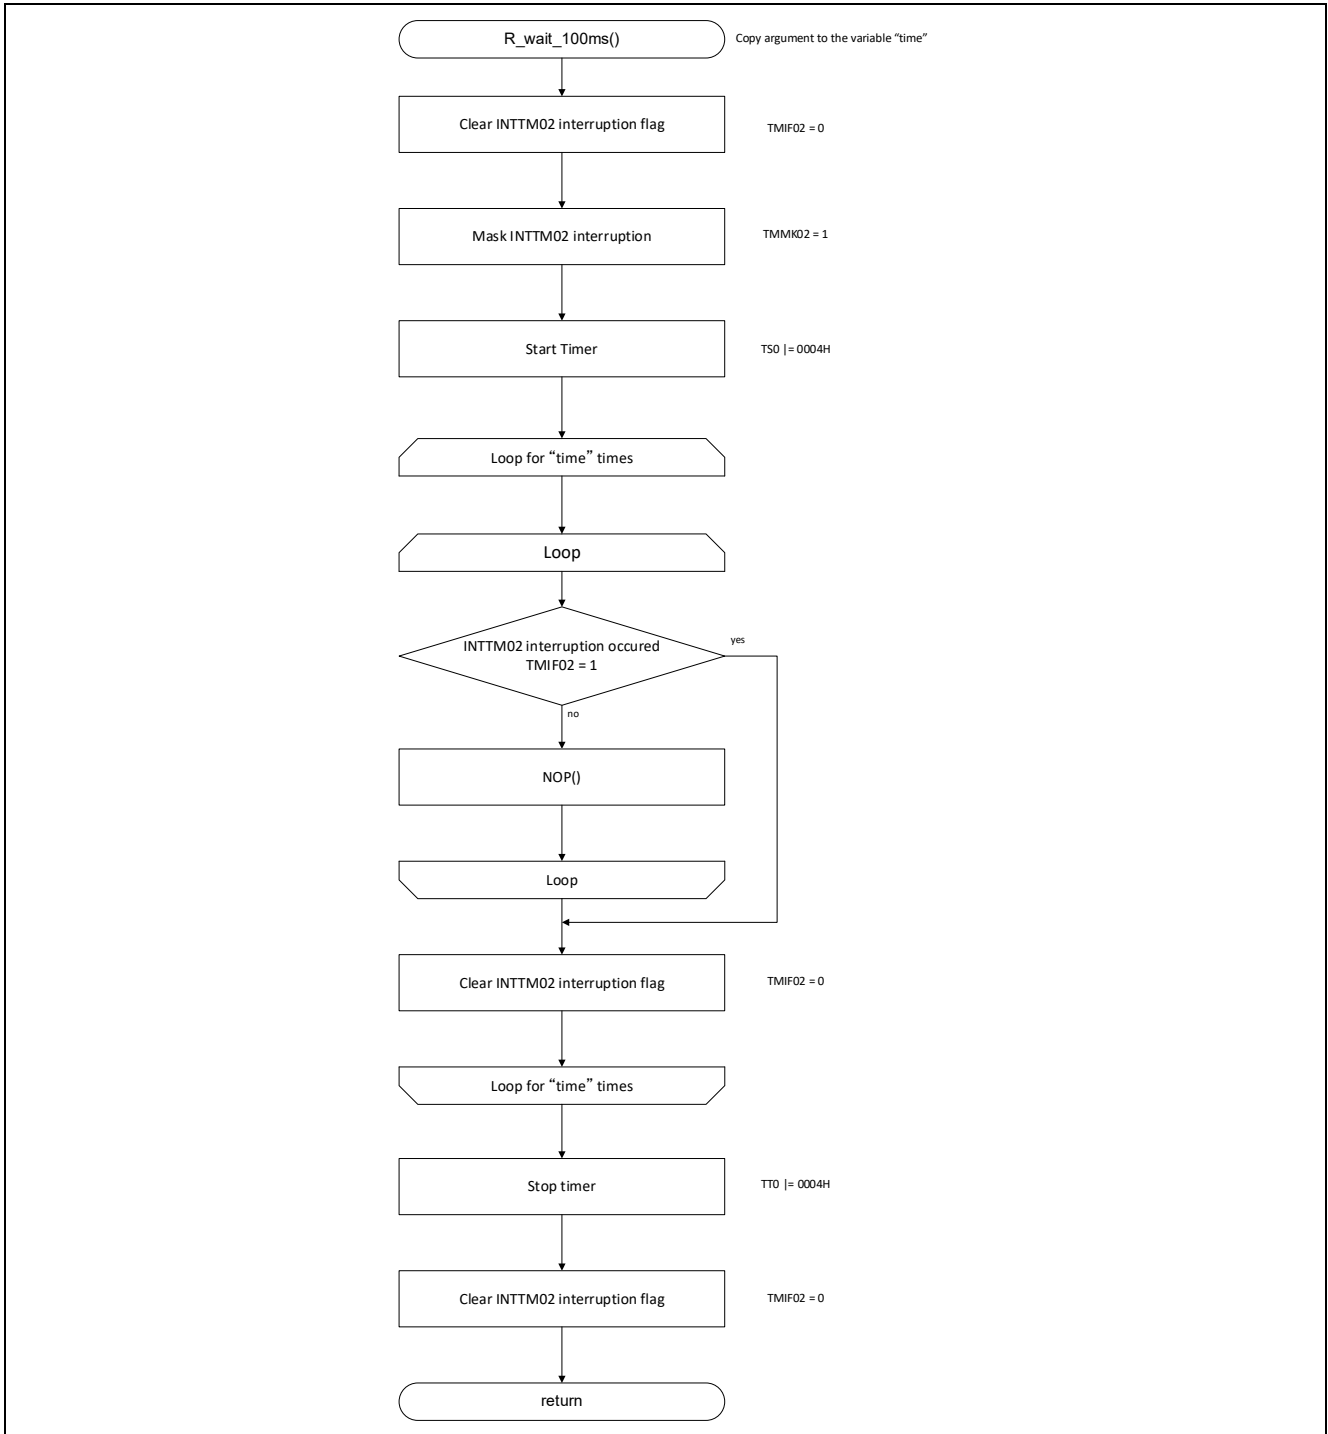 R_wait_100ms()
Copy argument to the variable “time”
Clear INTTM02 interruption flag
TMIF02 = 0
Mask INTTM02 interruption
TMMK02 = 1
Start Timer
TS0 |= 0004H
Loop for “time” times
Loop
INTTM02 interruption occured
TMIF02 = 1
yes
no
NOP()
Loop
Clear INTTM02 interruption flag
TMIF02 = 0
Loop for “time” times
Stop timer
TT0 |= 0004H
Clear INTTM02 interruption flag
TMIF02 = 0
return